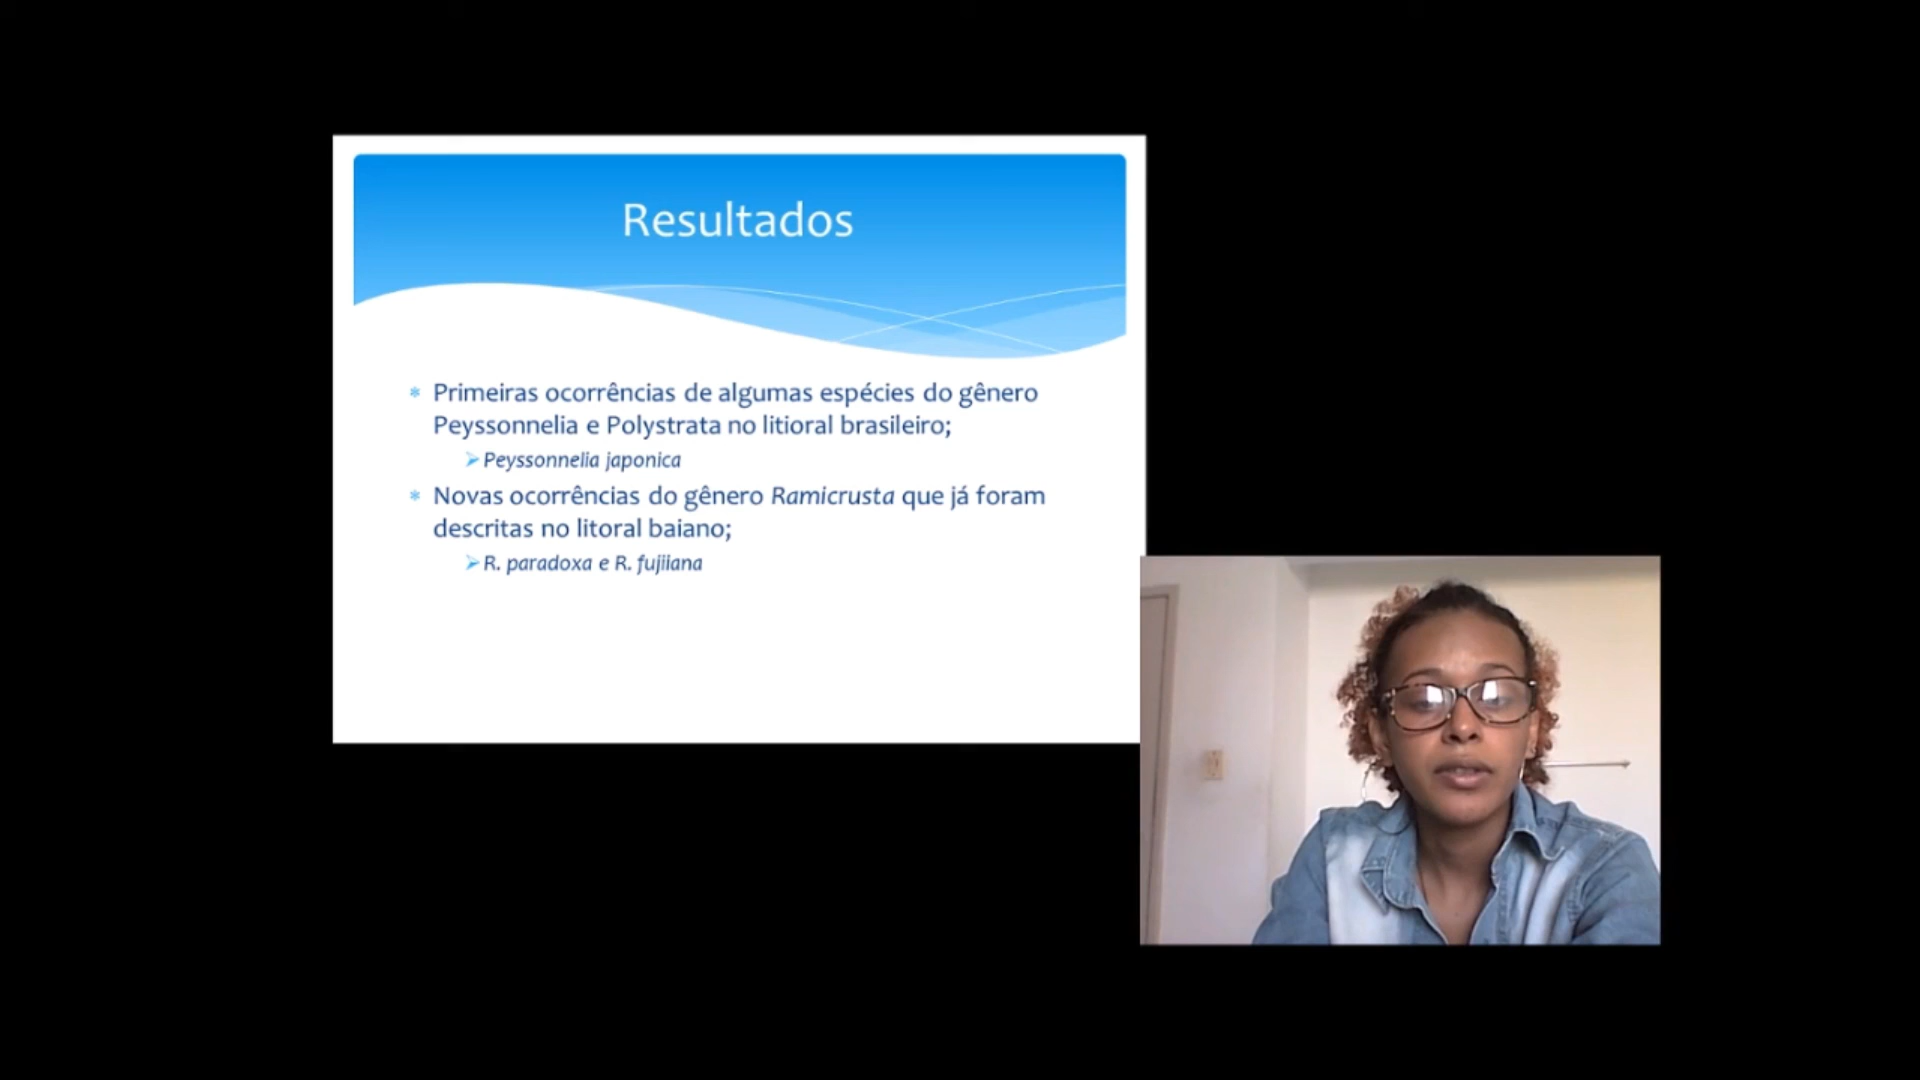 Resultados
Primeiras ocorrências de algumas espécies do gênero
Peyssonnelia e Polystrata no litioral brasileiro;
Peyssonnelia japonica
Novas ocorrências do gênero Ramicrusta que já foram
descritas no litoral baiano;
R. paradoxa e R. fujiiana